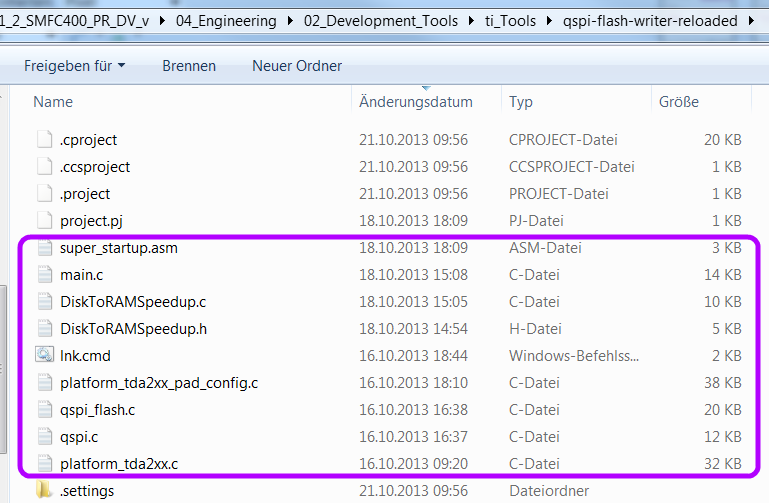 1_2_SMFC400_PR_DV_v ▸ 04_Engineering ▸ 02_Development_Tools ▸ ti_Tools ▸ qspi-flash-writer-reloaded ▸
Freigeben für Brennen Neuer Ordner
Name Änderungsdatum Typ Größe
.cproject 21.10.2013 09:56 CPROJECT-Datei 20 KB
.ccsproject 21.10.2013 09:56 CCSPROJECT-Datei 1 KB
.project 21.10.2013 09:56 PROJECT-Datei 1 KB
project.pj 18.10.2013 18:09 PJ-Datei 1 KB
super_startup.asm 18.10.2013 18:09 ASM-Datei 3 KB
main.c 18.10.2013 15:08 C-Datei 14 KB
DiskToRAMSpeedup.c 18.10.2013 15:05 C-Datei 10 KB
DiskToRAMSpeedup.h 18.10.2013 14:54 H-Datei 5 KB
lnk.cmd 16.10.2013 18:44 Windows-Befehlss... 2 KB
platform_tda2xx_pad_config.c 16.10.2013 18:10 C-Datei 38 KB
qspi_flash.c 16.10.2013 16:38 C-Datei 20 KB
qspi.c 16.10.2013 16:37 C-Datei 12 KB
platform_tda2xx.c 16.10.2013 09:20 C-Datei 32 KB
.settings 21.10.2013 09:56 Dateiordner